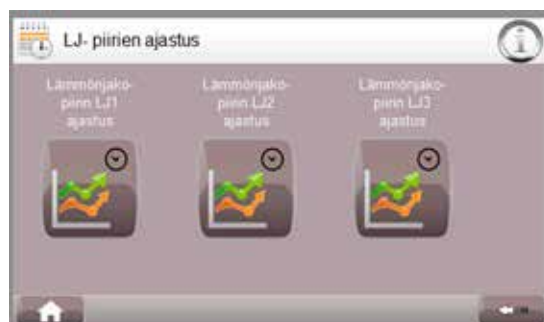 LJ- piirien ajastus
Lämmönjako-
piirin LJ1
ajastus
Lämmönjako-
piirin LJ2
ajastus
Lämmönjako-
piirin LJ3
ajastus